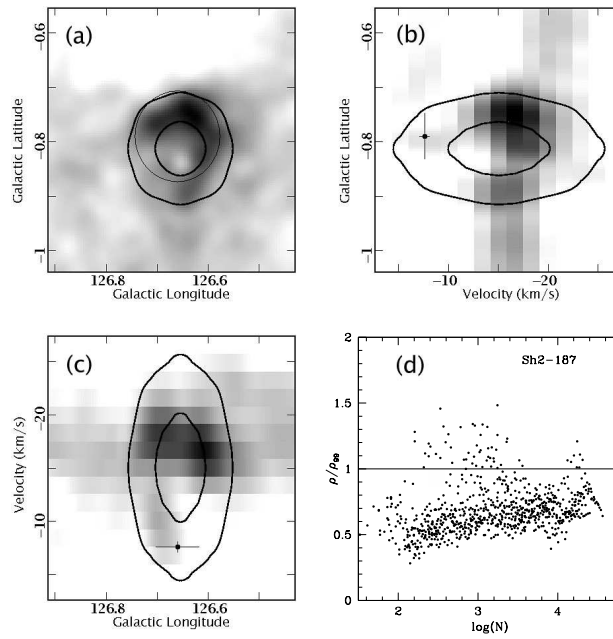 (a)
−0.6
−0.8
−1
Galactic Latitude
126.8
126.6
Galactic Longitude
(b)
−0.6
−0.8
−1
Galactic Latitude
−10
−20
Velocity (km/s)
(c)
−20
−10
Velocity (km/s)
126.8
126.6
Galactic Longitude
(d)
Sh2-187
2
1.5
1
0.5
0
ρ/ρ99
2
3
4
log(N)